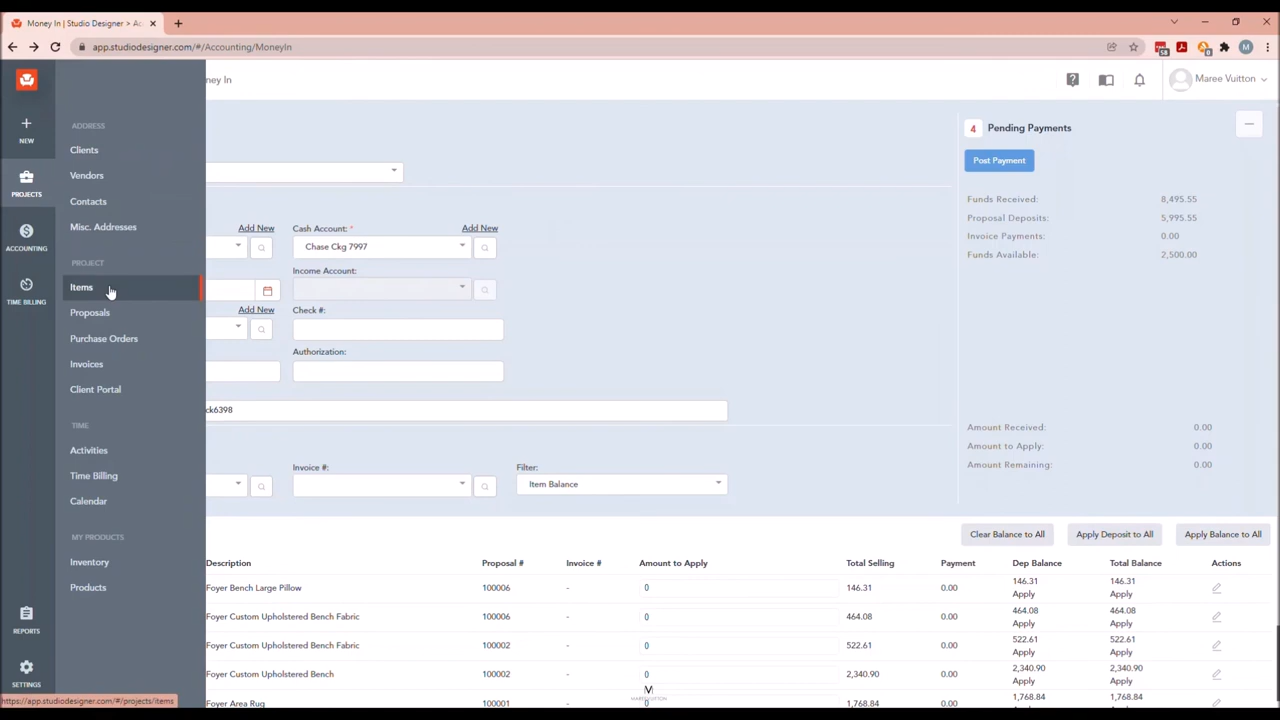 Money In | Studio Designer > Ac
app.studiodesigner.com/#/Accounting/MoneyIn
58
0
M
ney In
Maree Vuitton
NEW
PROJECTS
ACCOUNTING
TIME BILLING
REPORTS
SETTINGS
ADDRESS
Clients
Vendors
Contacts
Misc. Addresses
PROJECT
Items
Proposals
Purchase Orders
Invoices
Client Portal
TIME
Activities
Time Billing
Calendar
MY PRODUCTS
Inventory
Products
4 Pending Payments
Post Payment
Funds Received: 8,495.55
Proposal Deposits: 5,995.55
Invoice Payments: 0.00
Funds Available: 2,500.00
Add New Cash Account: * Add New
Chase Ckg 7997
Income Account:
Add New Check #:
Authorization:
ck6398
Amount Received: 0.00
Amount to Apply: 0.00
Amount Remaining: 0.00
Invoice #: Filter:
Item Balance
Clear Balance to All Apply Deposit to All Apply Balance to All
Description Proposal # Invoice # Amount to Apply Total Selling Payment Dep Balance Total Balance Actions
Foyer Bench Large Pillow 100006 - 0 146.31 0.00 146.31 Apply 146.31 Apply
Foyer Custom Upholstered Bench Fabric 100006 - 0 464.08 0.00 464.08 Apply 464.08 Apply
Foyer Custom Upholstered Bench Fabric 100002 - 0 522.61 0.00 522.61 Apply 522.61 Apply
Foyer Custom Upholstered Bench 100002 - 0 2,340.90 0.00 2,340.90 Apply 2,340.90 Apply
Foyer Area Rug 100001 - 0 1,768.84 0.00 1,768.84 Apply 1,768.84 Apply
MAREE VUITTON
https://app.studiodesigner.com/#/projects/items